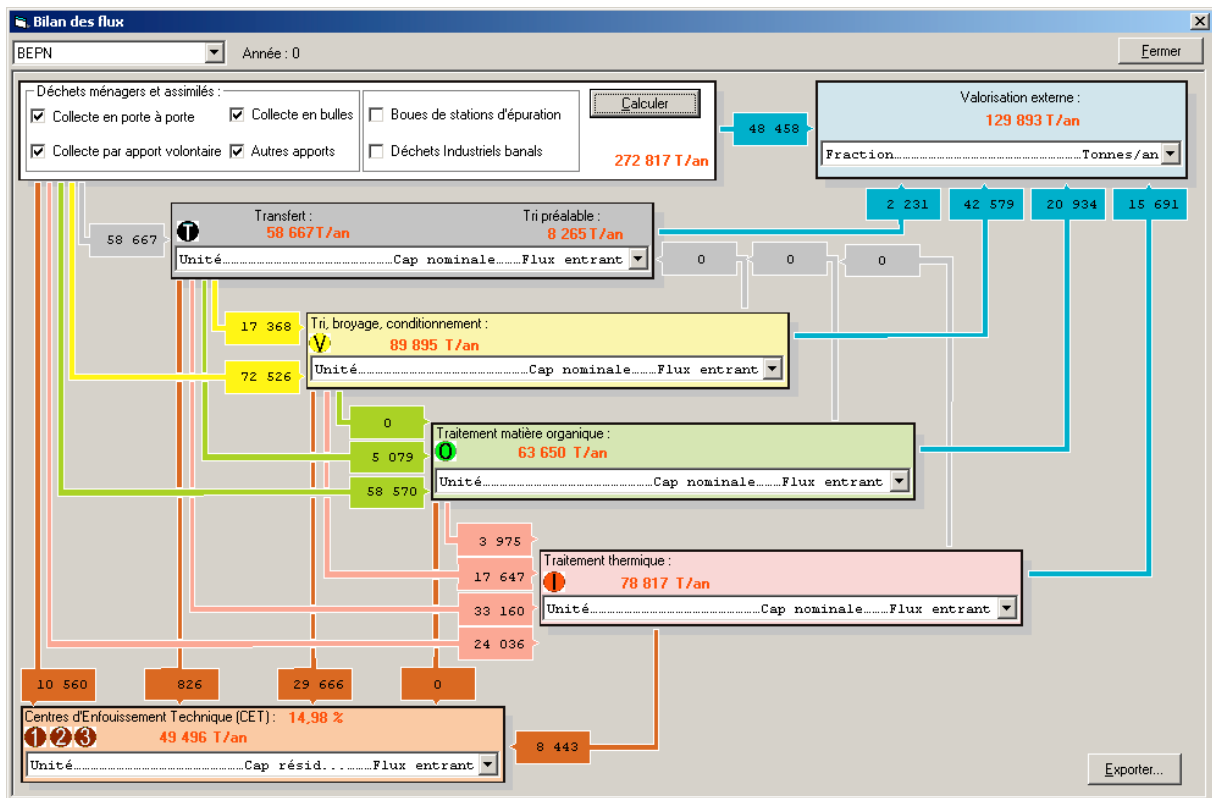 Bilan des flux
BEPN Année : 0 Fermer
Déchets ménagers et assimilés :
Collecte en porte à porte Collecte en bulles Boues de stations d'épuration Calculer
Collecte par apport volontaire Autres apports Déchets Industriels banals 272 817 T/an
48 458
Valorisation externe :
129 893 T/an
Fraction.....Tonnes/an
2 231 42 579 20 934 15 691
58 667
Transfert : Tri préalable :
T 58 667T/an 8 265T/an
Unité.....Cap nominale.....Flux entrant
0 0 0
17 368
72 526
Tri, broyage, conditionnement :
V 89 895 T/an
Unité.....Cap nominale.....Flux entrant
0
5 079
58 570
Traitement matière organique :
O 63 650 T/an
Unité.....Cap nominale.....Flux entrant
3 975
17 647
33 160
24 036
Traitement thermique :
I 78 817 T/an
Unité.....Cap nominale.....Flux entrant
10 560 826 29 666 0
Centres d'Enfouissement Technique (CET) : 14,98 %
1 2 3 49 496 T/an
Unité.....Cap résid........Flux entrant
8 443
Exporter...